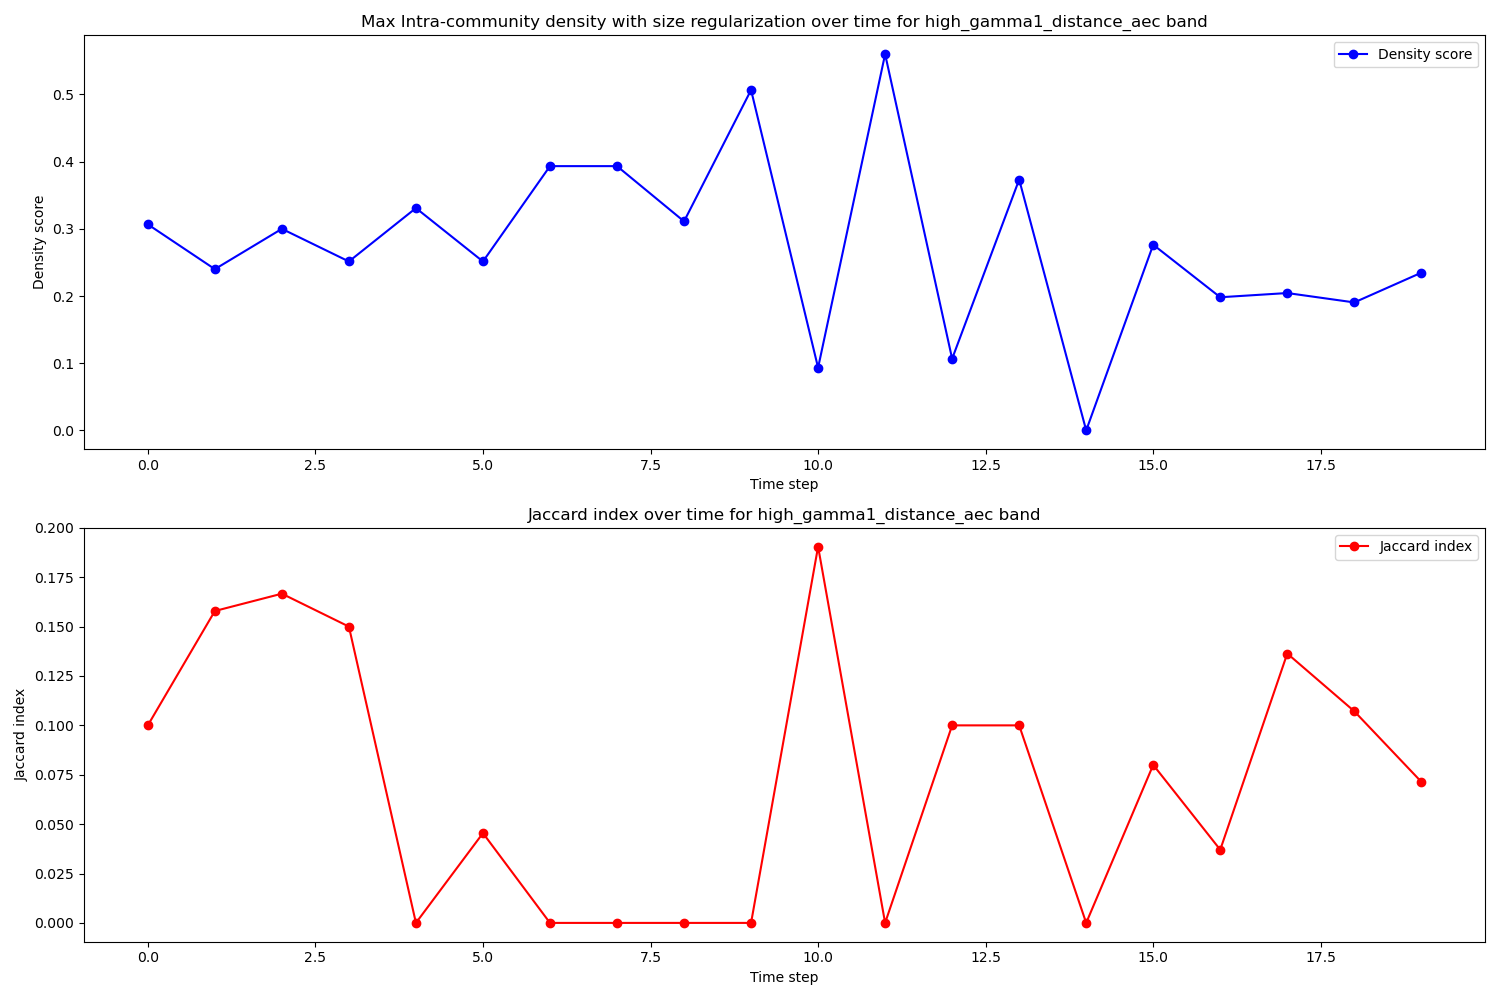 Max Intra-community density with size regularization over time for high_gamma1_distance_aec band
Density score
0.5
0.4
0.3
0.2
0.1
0.0
Density score
0.0 2.5 5.0 7.5 10.0 12.5 15.0 17.5
Time step
Jaccard index over time for high_gamma1_distance_aec band
Jaccard index
0.200
0.175
0.150
0.125
0.100
0.075
0.050
0.025
0.000
Jaccard index
0.0 2.5 5.0 7.5 10.0 12.5 15.0 17.5
Time step